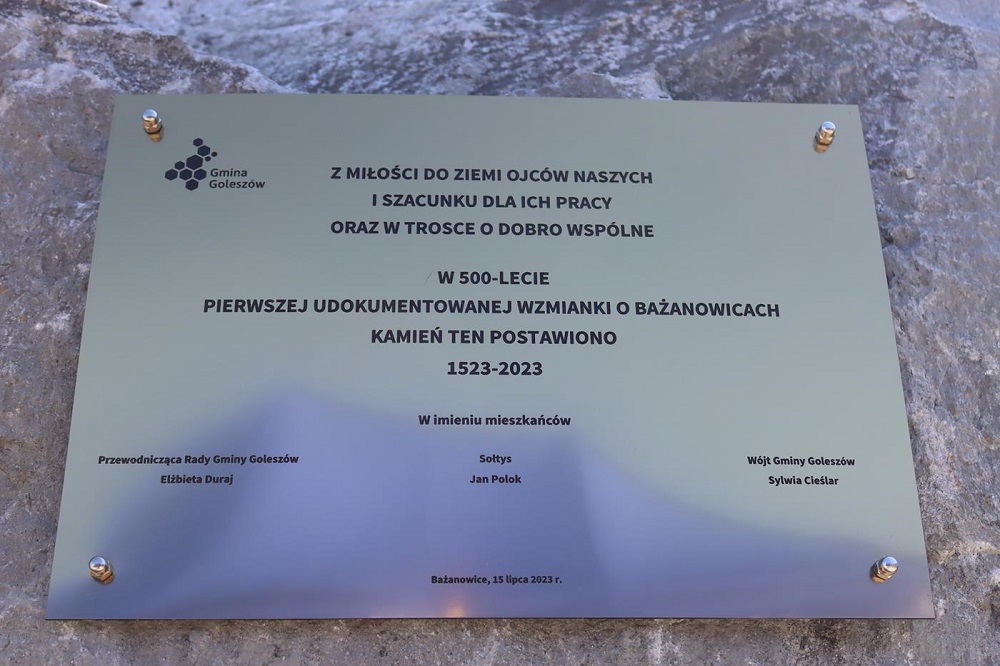 Gmina
Goleszów
Z MIŁOŚCI DO ZIEMI OJCÓW NASZYCH
I SZACUNKU DLA ICH PRACY
ORAZ W TROSCE O DOBRO WSPÓLNE
W 500-LECIE
PIERWSZEJ UDOKUMENTOWANEJ WZMIANKI O BAŻANOWICACH
KAMIEŃ TEN POSTAWIONO
1523-2023
W imieniu mieszkańców
Przewodnicząca Rady Gminy Goleszów
Elżbieta Duraj
Sołtys
Jan Polok
Wójt Gminy Goleszów
Sylwia Cieślar
Bażanowice, 15 lipca 2023 r.